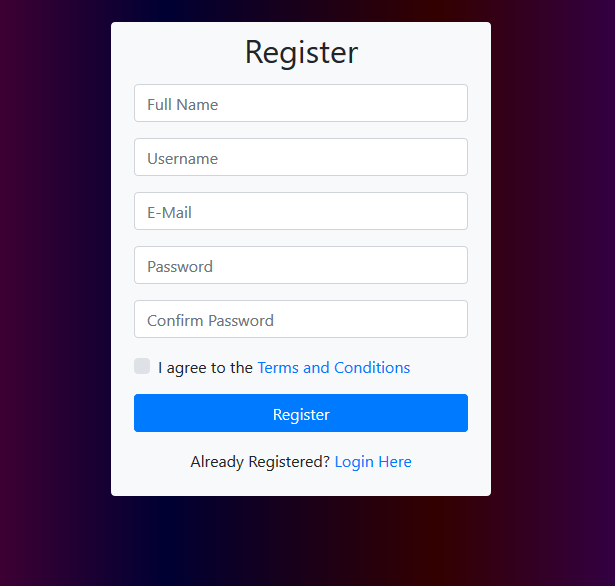 Register
Full Name
Username
E-Mail
Password
Confirm Password
I agree to the Terms and Conditions
Register
Already Registered? Login Here